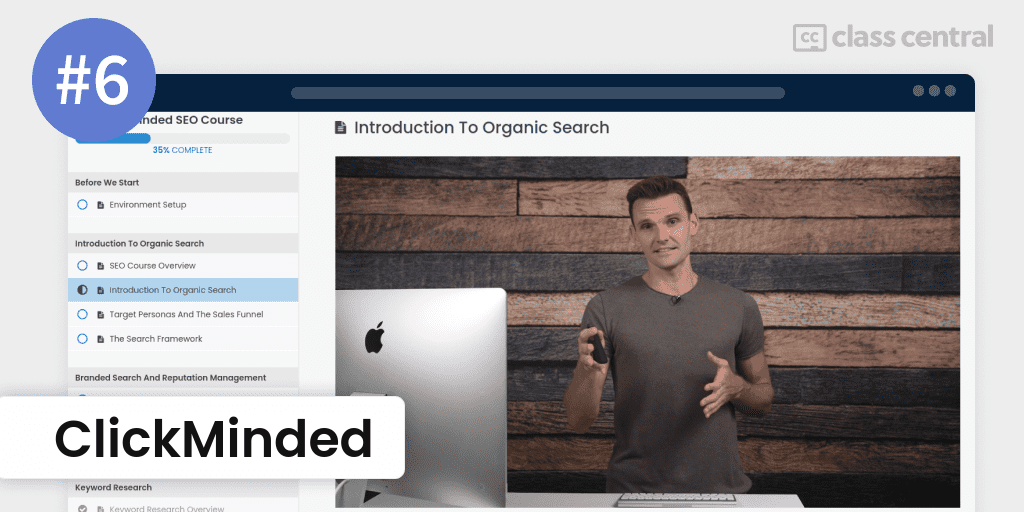 #6
cc class central
nded SEO Course
35% COMPLETE
Before We Start
Environment Setup
Introduction To Organic Search
SEO Course Overview
Introduction To Organic Search
Target Personas And The Sales Funnel
The Search Framework
Branded Search And Reputation Management
ClickMinded
Keyword Research
Keyword Research Overview
Introduction To Organic Search